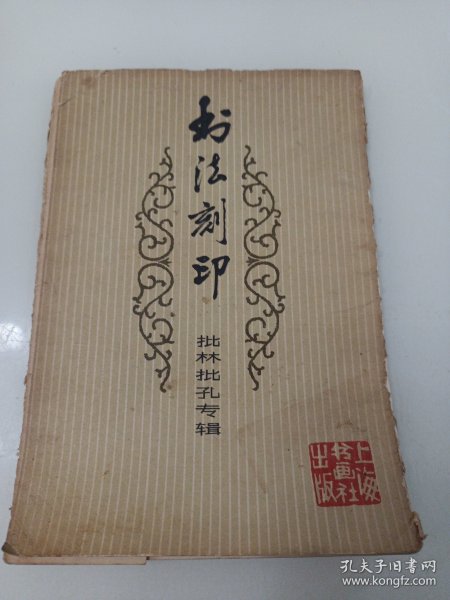 书法刻印
批林批孔专辑
上海
书画社
出版
孔夫子旧书网
www.kongfz.com